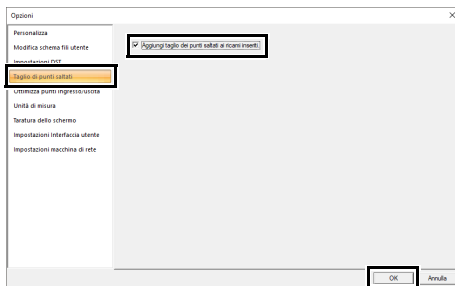 Opzioni
Personalizza
Modifica schema fili utente
Impostazioni DST
Taglio di punti saltati
Ottimizza punti ingresso/uscita
Unità di misura
Taratura dello schermo
Impostazioni Interfaccia utente
Impostazioni macchina di rete
Aggiungi taglio dei punti saltati ai ricami inseriti.
OK
Annulla